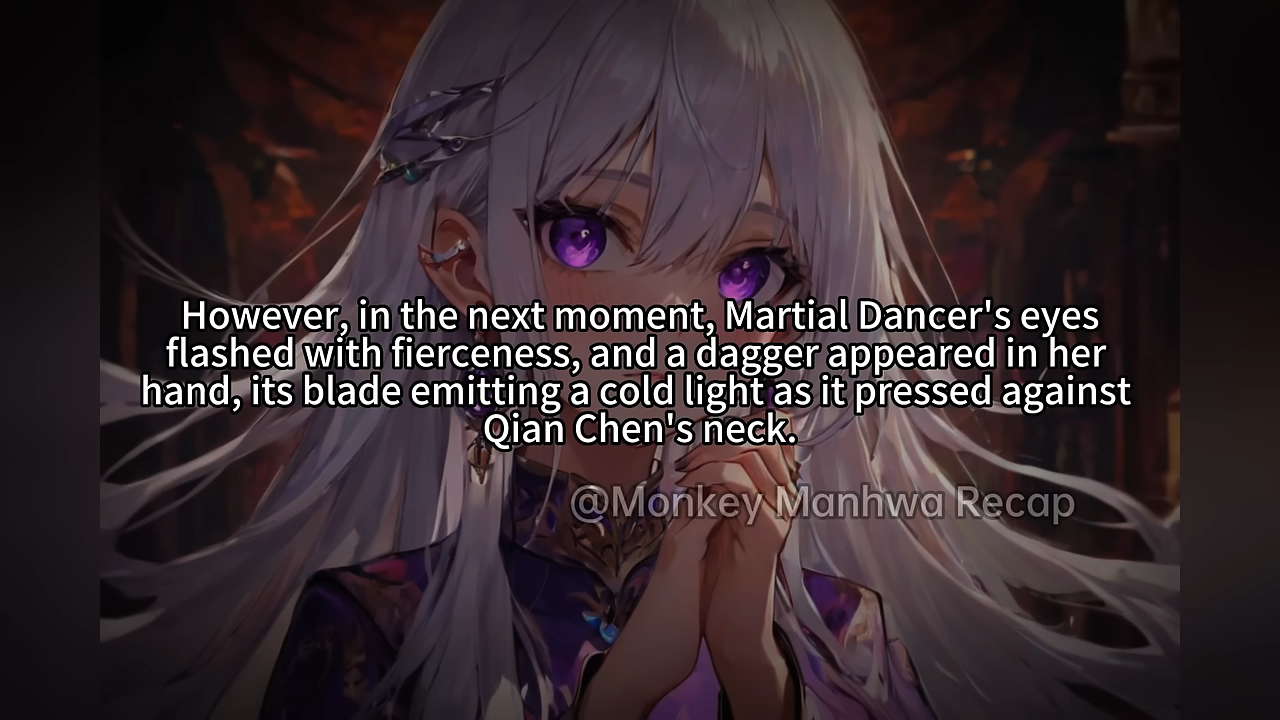 However, in the next moment, Martial Dancer's eyes
flashed with fierceness, and a dagger appeared in her
hand, its blade emitting a cold light as it pressed against
Qian Chen's neck.
@Monkey Manhwa Recap